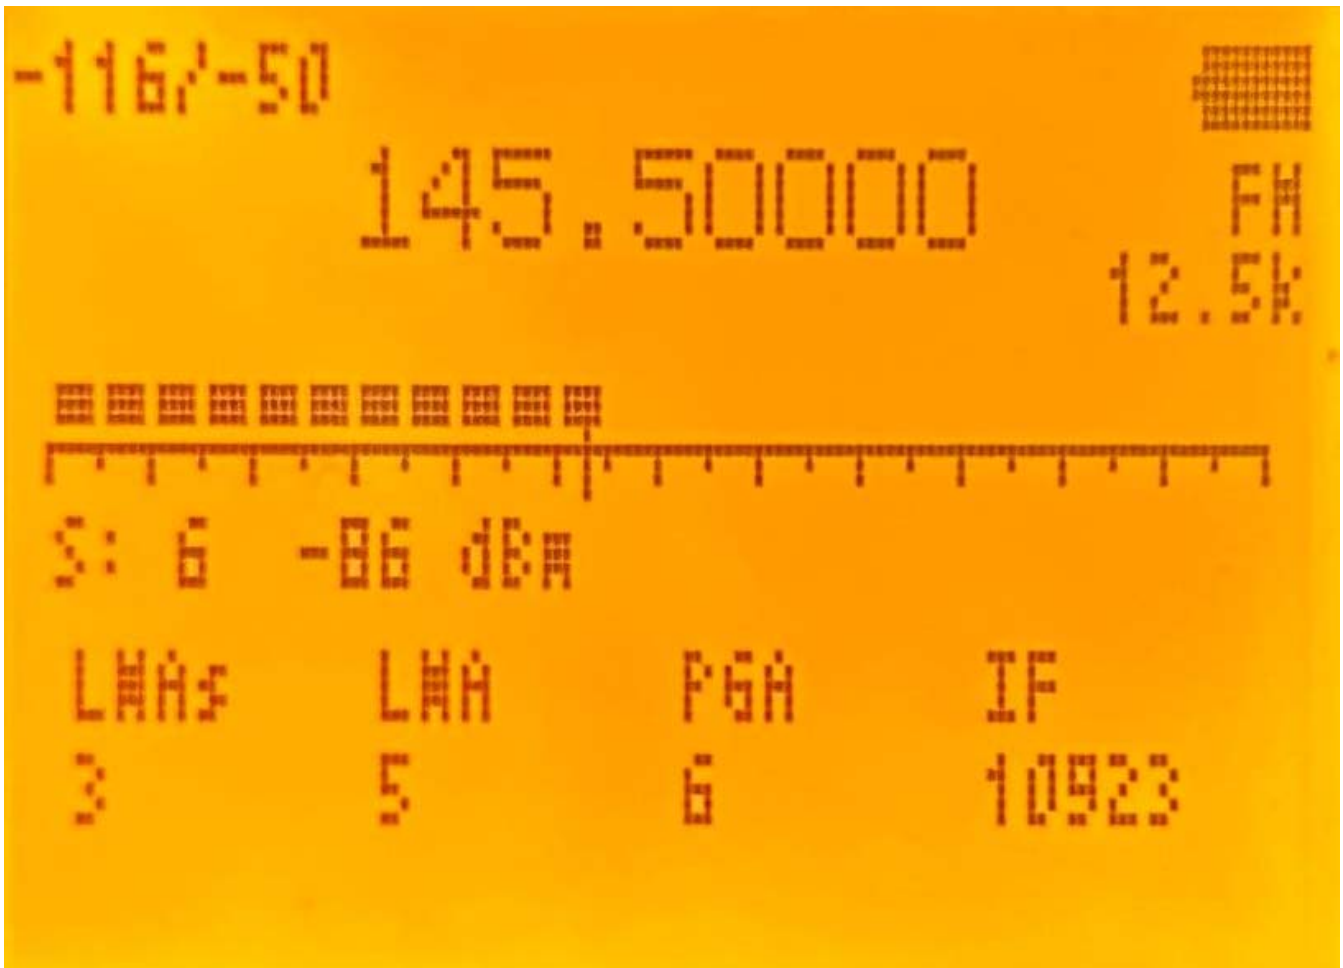 -116/-50
145.50000
FM
12.5k
S: 6 -86 dBm
LNAs LNA PGA IF
3 5 6 10923